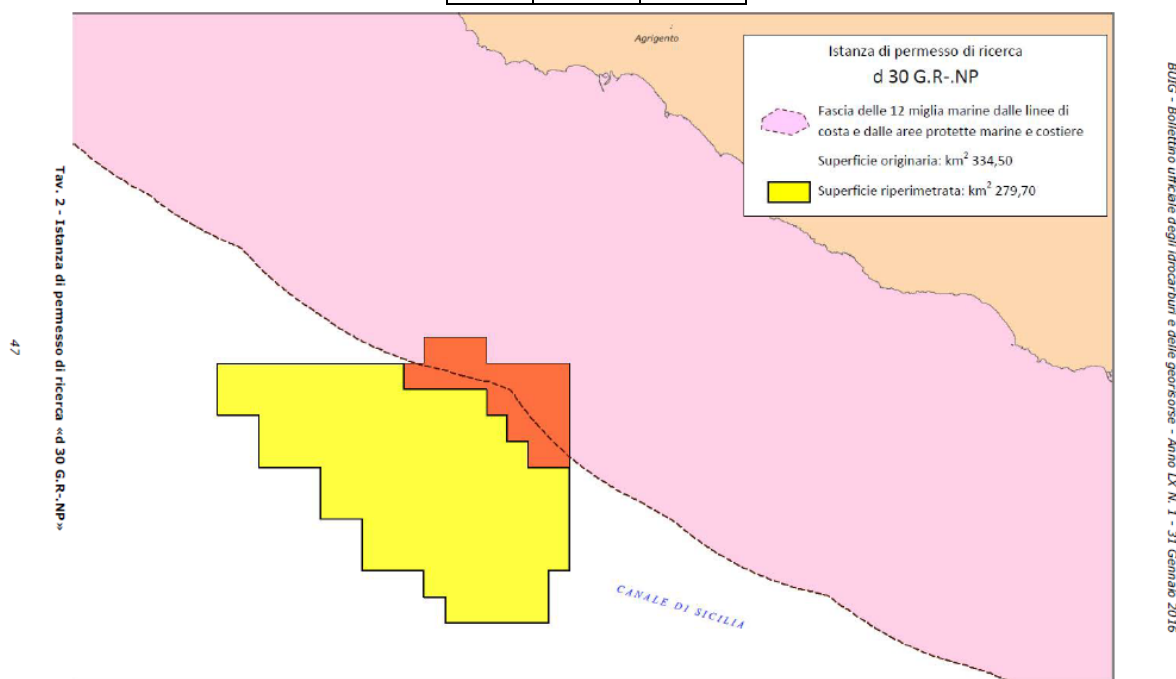 Agrigento
Istanza di permesso di ricerca
d 30 G.R-.NP
Fascia delle 12 miglia marine dalle linee di
costa e dalle aree protette marine e costiere
Superficie originaria: km² 334,50
Superficie riperimetrata: km² 279,70
CANALE DI SICILIA
Tav. 2 - Istanza di permesso di ricerca «d 30 G.R-.NP»
47
BUIG - Bollettino ufficiale degli idrocarburi e delle georisorse - Anno LX N. 1 - 31 Gennaio 2016